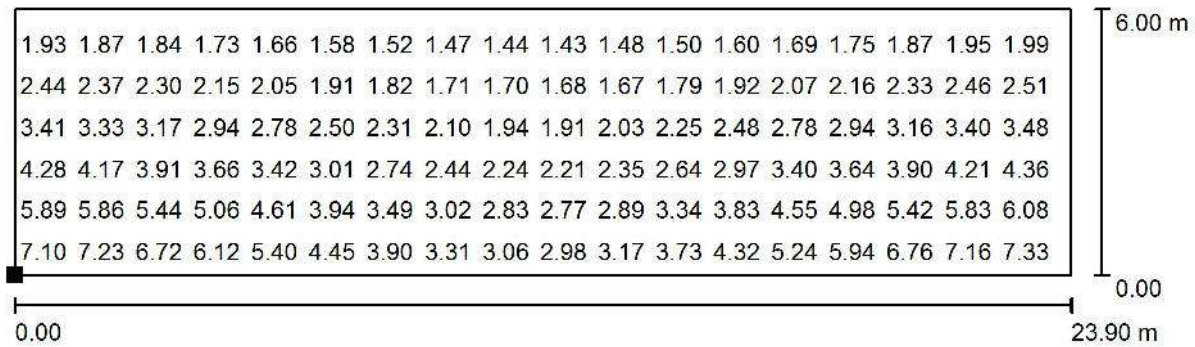 6.00 m
1.93 1.87 1.84 1.73 1.66 1.58 1.52 1.47 1.44 1.43 1.48 1.50 1.60 1.69 1.75 1.87 1.95 1.99
2.44 2.37 2.30 2.15 2.05 1.91 1.82 1.71 1.70 1.68 1.67 1.79 1.92 2.07 2.16 2.33 2.46 2.51
3.41 3.33 3.17 2.94 2.78 2.50 2.31 2.10 1.94 1.91 2.03 2.25 2.48 2.78 2.94 3.16 3.40 3.48
4.28 4.17 3.91 3.66 3.42 3.01 2.74 2.44 2.24 2.21 2.35 2.64 2.97 3.40 3.64 3.90 4.21 4.36
5.89 5.86 5.44 5.06 4.61 3.94 3.49 3.02 2.83 2.77 2.89 3.34 3.83 4.55 4.98 5.42 5.83 6.08
7.10 7.23 6.72 6.12 5.40 4.45 3.90 3.31 3.06 2.98 3.17 3.73 4.32 5.24 5.94 6.76 7.16 7.33
0.00
0.00 23.90 m